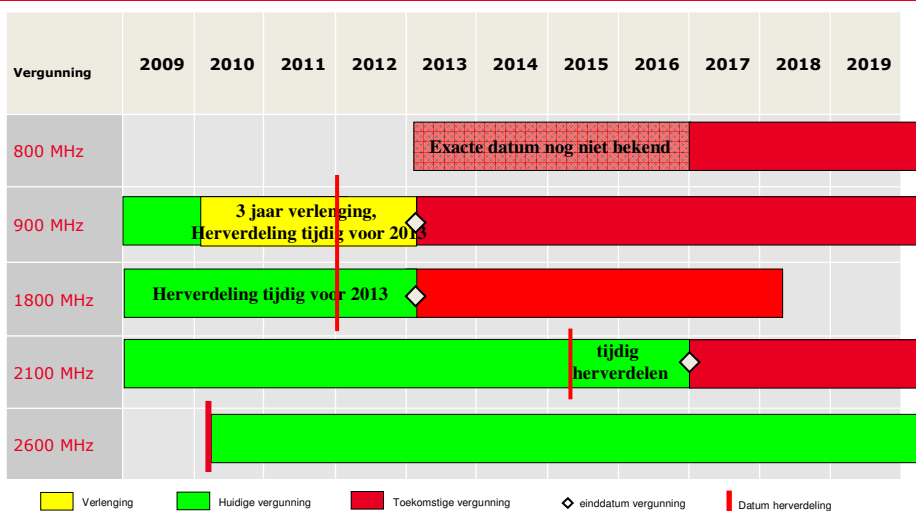 Vergunning 2009 2010 2011 2012 2013 2014 2015 2016 2017 2018 2019
800 MHz Exacte datum nog niet bekend
900 MHz 3 jaar verlenging,
Herverdeling tijdig voor 2013
1800 MHz Herverdeling tijdig voor 2013
2100 MHz tijdig
herverdelen
2600 MHz
Verlenging Huidige vergunning Toekomstige vergunning einddatum vergunning Datum herverdeling